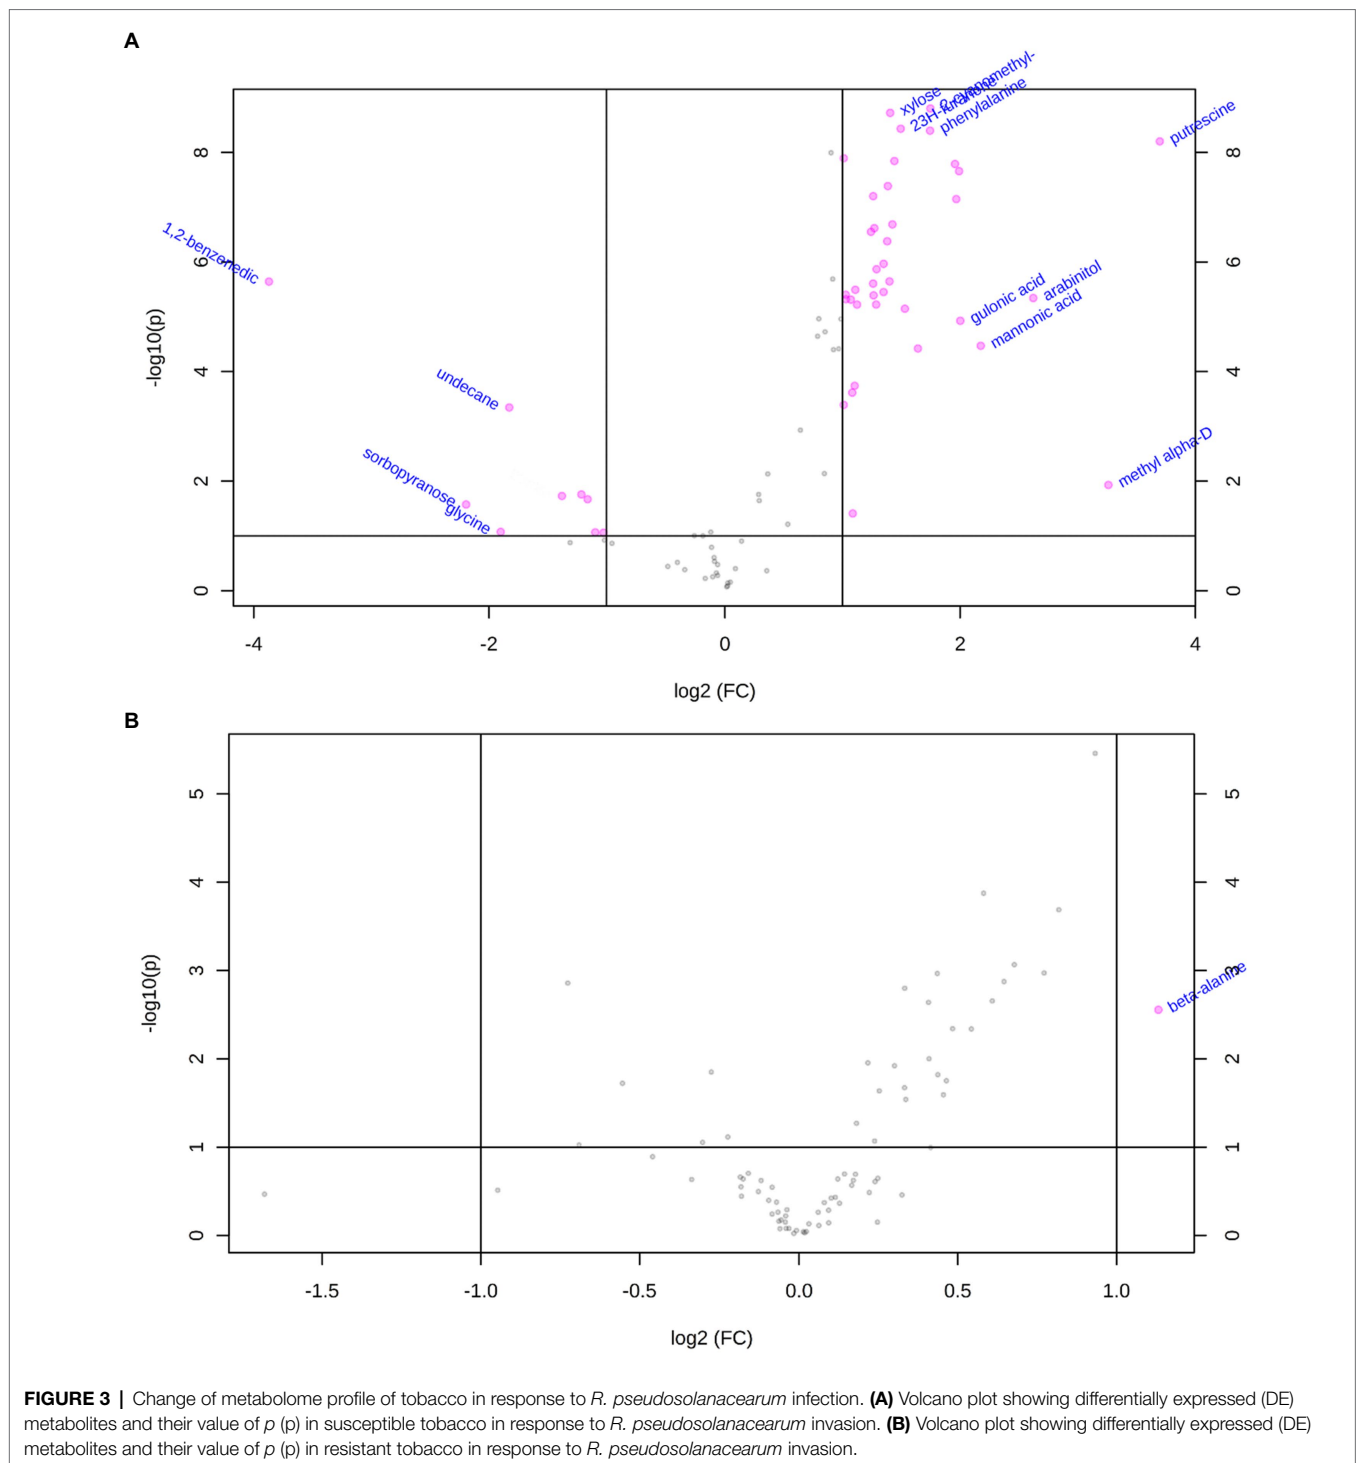 A
xylose
23H-furanone
2-cyanomethyl-
phenylalanine
putrescine
1,2-benzenedic
gulonic acid
arabinitol
mannonic acid
undecane
methyl alpha-D
sorbopyranose
glycine
-log10(p)
8
6
4
2
0
8
6
4
2
0
-4 -2 0 2 4
log2 (FC)
B
beta-alanine
-log10(p)
5
4
3
2
1
0
5
4
3
2
1
0
-1.5 -1.0 -0.5 0.0 0.5 1.0
log2 (FC)
FIGURE 3 | Change of metabolome profile of tobacco in response to R. pseudosolanacearum infection. (A) Volcano plot showing differentially expressed (DE)
metabolites and their value of p (p) in susceptible tobacco in response to R. pseudosolanacearum invasion. (B) Volcano plot showing differentially expressed (DE)
metabolites and their value of p (p) in resistant tobacco in response to R. pseudosolanacearum invasion.